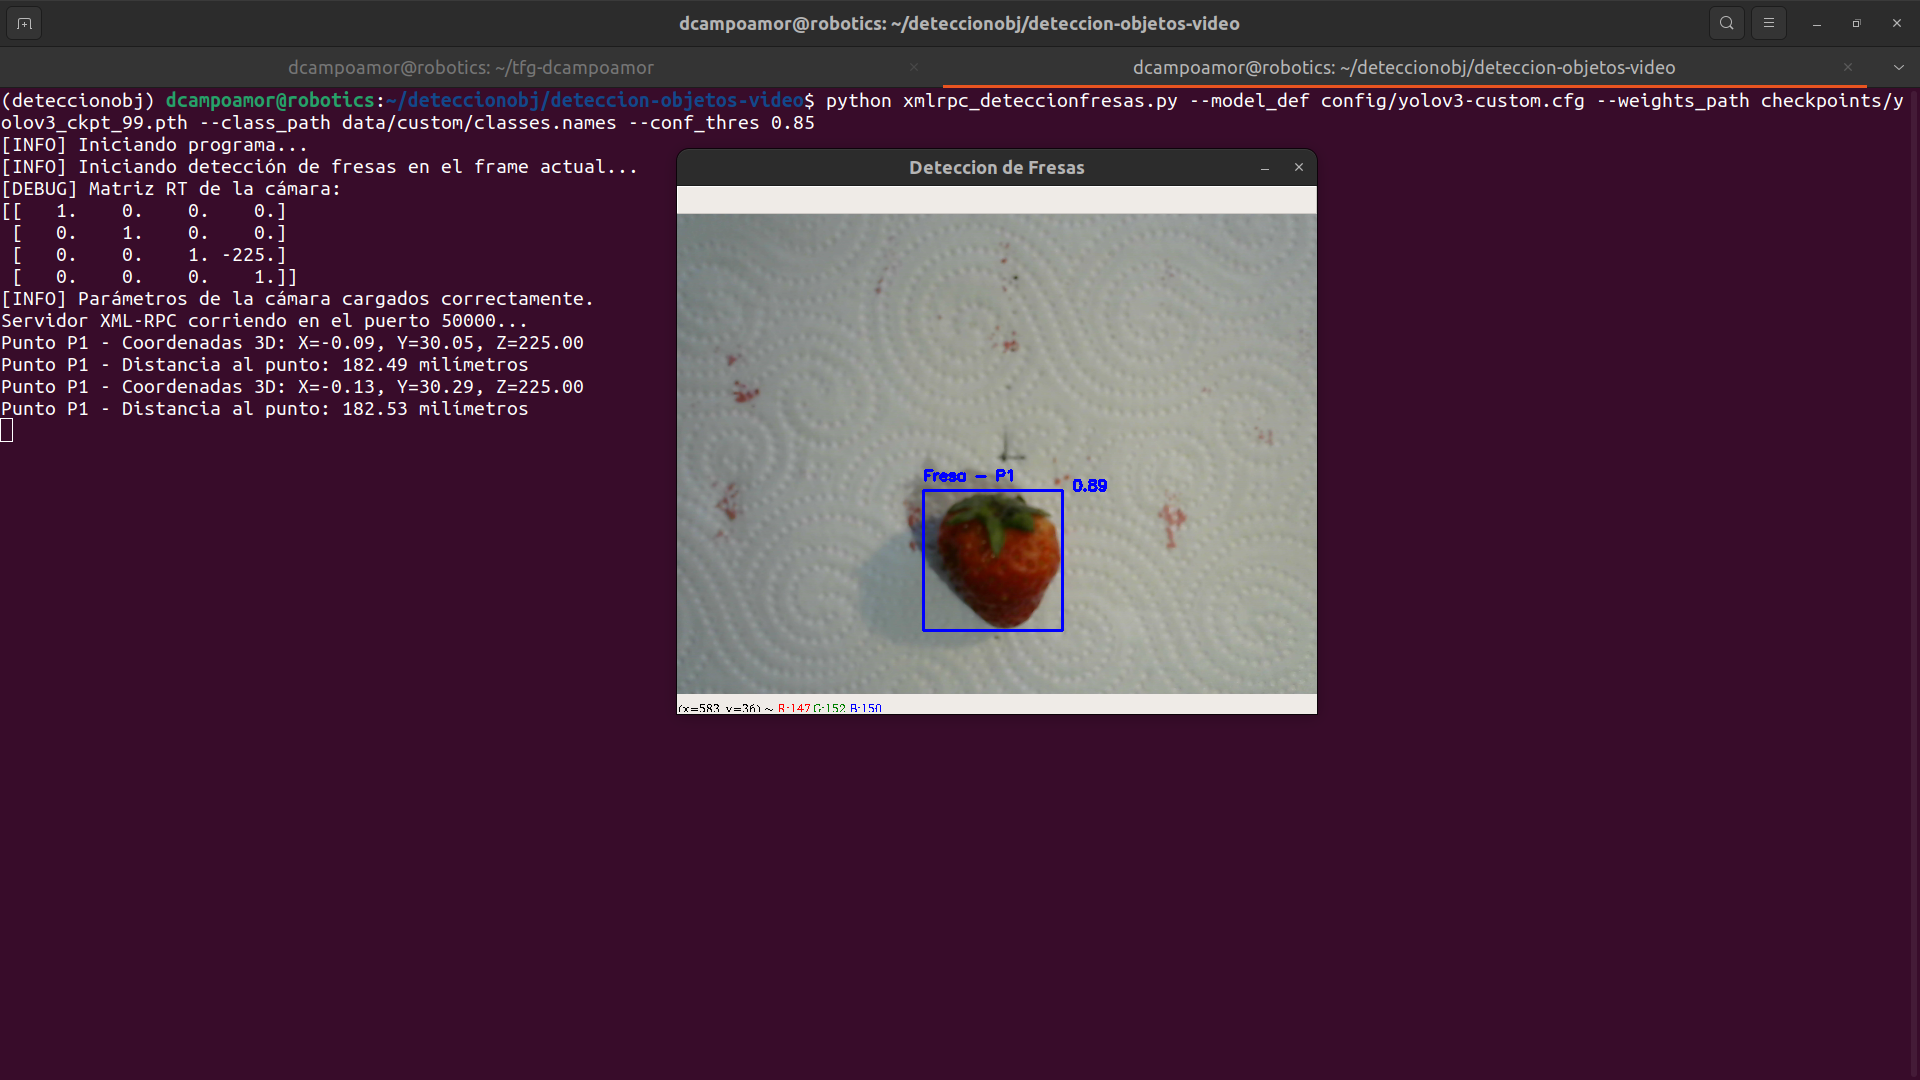 dcampoamor@robotics: ~/deteccionobj/deteccion-objetos-video
dcampoamor@robotics: ~/tfg-dcampoamor
dcampoamor@robotics: ~/deteccionobj/deteccion-objetos-video
(deteccionobj) dcampoamor@robotics:~/deteccionobj/deteccion-objetos-video$ python xmlrpc_deteccionfresas.py --model_def config/yolov3-custom.cfg --weights_path checkpoints/y
olov3_ckpt_99.pth --class_path data/custom/classes.names --conf_thres 0.85
[INFO] Iniciando programa...
[INFO] Iniciando detección de fresas en el frame actual...
[DEBUG] Matriz RT de la cámara:
[[   1.    0.    0.    0.]
 [   0.    1.    0.    0.]
 [   0.    0.    1. -225.]
 [   0.    0.    0.    1.]]
[INFO] Parámetros de la cámara cargados correctamente.
Servidor XML-RPC corriendo en el puerto 50000...
Punto P1 - Coordenadas 3D: X=-0.09, Y=30.05, Z=225.00
Punto P1 - Distancia al punto: 182.49 milímetros
Punto P1 - Coordenadas 3D: X=-0.13, Y=30.29, Z=225.00
Punto P1 - Distancia al punto: 182.53 milímetros
Deteccion de Fresas
Fresa - P1
0.89
(x=583, y=36) ~ R:147 G:152 B:150